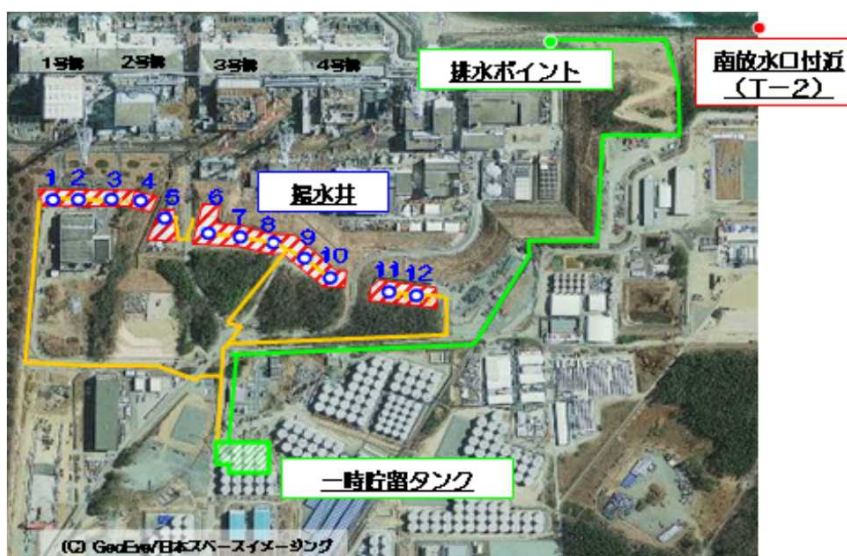 1号機 2号機 3号機 4号機
排水ポイント
南放水口付近
(T-2)
1 2 3 4 5 6 7 8 9 10 11 12
揚水井
一時貯留タンク
(C) GeoEye/日本スペースイメージング